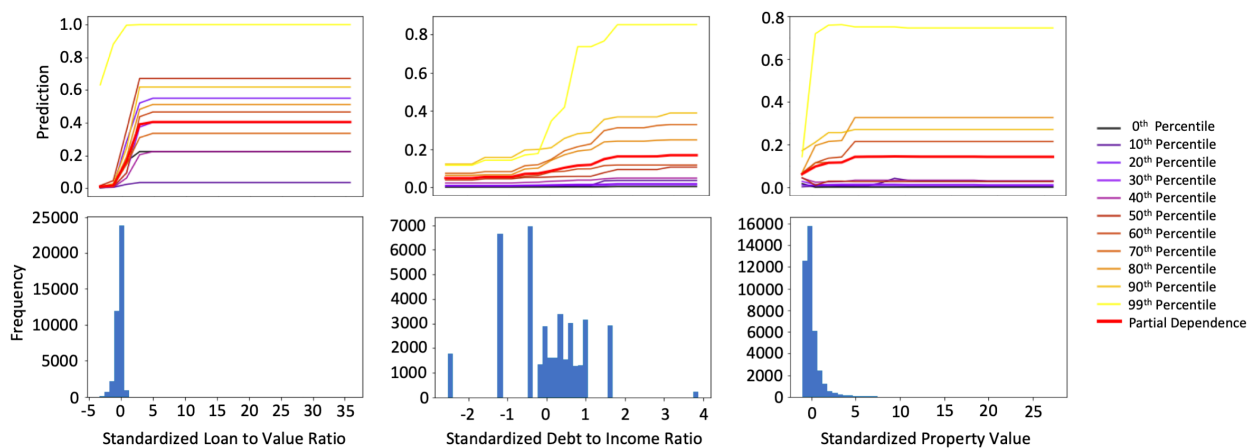 Prediction
1.0
0.8
0.6
0.4
0.2
0.0
0.8
0.6
0.4
0.2
0.0
0.8
0.6
0.4
0.2
0.0
Frequency
25000
20000
15000
10000
5000
0
-5 0 5 10 15 20 25 30 35
Standardized Loan to Value Ratio
7000
6000
5000
4000
3000
2000
1000
0
-2 -1 0 1 2 3 4
Standardized Debt to Income Ratio
16000
14000
12000
10000
8000
6000
4000
2000
0
0 5 10 15 20 25
Standardized Property Value
0th Percentile
10th Percentile
20th Percentile
30th Percentile
40th Percentile
50th Percentile
60th Percentile
70th Percentile
80th Percentile
90th Percentile
99th Percentile
Partial Dependence